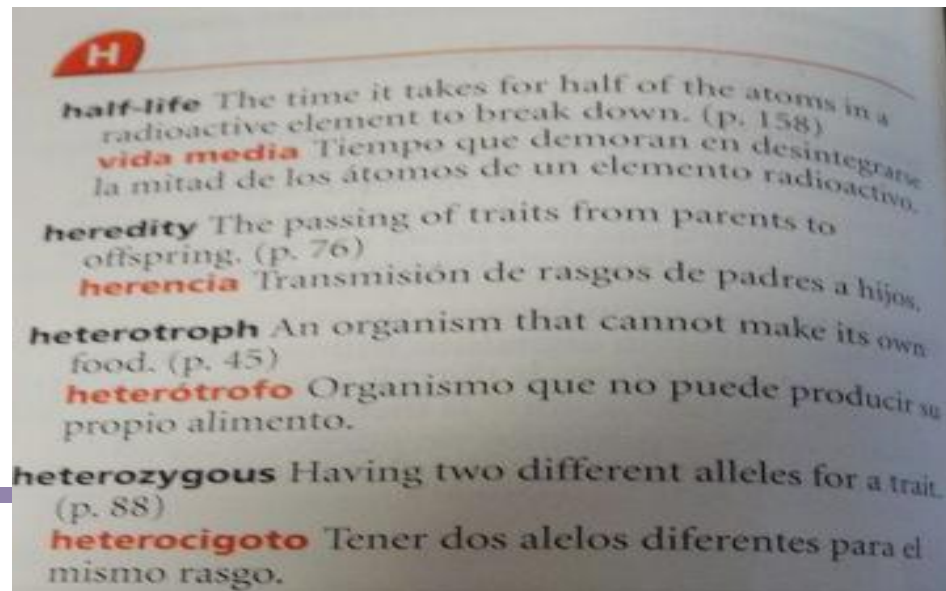 H
half-life The time it takes for half of the atoms in a
radioactive element to break down. (p. 158)
vida media Tiempo que demoran en desintegrarse
la mitad de los átomos de un elemento radioactivo.
heredity The passing of traits from parents to
offspring. (p. 76)
herencia Transmisión de rasgos de padres a hijos.
heterotroph An organism that cannot make its own
food. (p. 45)
heterótrofo Organismo que no puede producir su
propio alimento.
heterozygous Having two different alleles for a trait.
(p. 88)
heterocigoto Tener dos alelos diferentes para el
mismo rasgo.